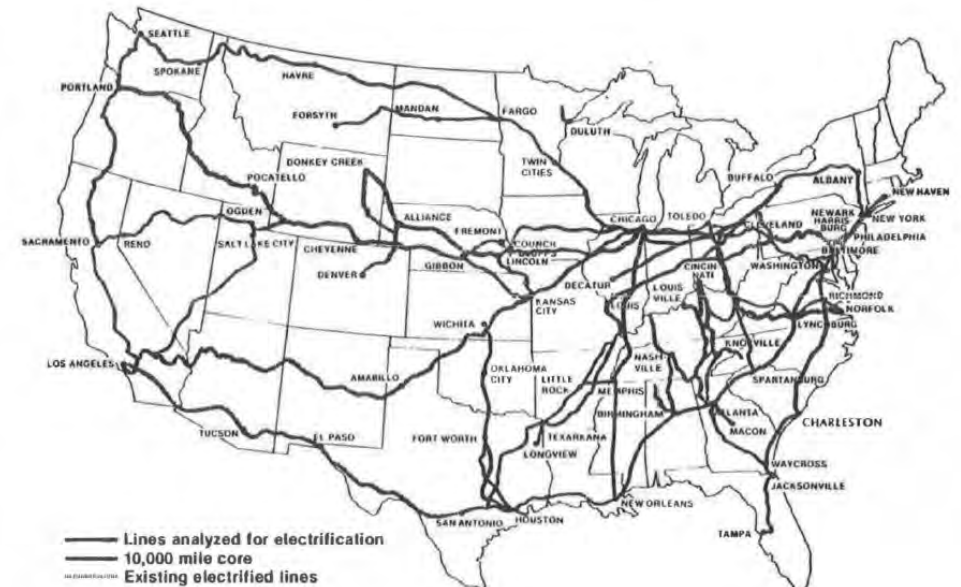 SEATTLE
SPOKANE
PORTLAND
HAVRE
FORSYTH
MANDAN
FARGO
DULUTH
TWIN
CITIES
DONKEY CREEK
POCATELLO
OGDEN
SALT LAKE CITY
SACRAMENTO
RENO
CHEYENNE
DENVER
ALLIANCE
FREMONT
GIBBON
COUNCIL
BLUFFS
LINCOLN
CHICAGO
TOLEDO
BUFFALO
ALBANY
NEW HAVEN
NEWARK
NEW YORK
HARRIS
BURG
PHILADELPHIA
BALTIMORE
CLEVELAND
WASHINGTON
DECATUR
CINCIN
NATI
LOUIS
VILLE
ST LOUIS
KANSAS
CITY
RICHMOND
NORFOLK
LYNCHBURG
WICHITA
KNOXVILLE
NASH-
VILLE
LOS ANGELES
AMARILLO
OKLAHOMA
CITY
LITTLE
ROCK
MEMPHIS
SPARTANBURG
BIRMINGHAM
ATLANTA
MACON
CHARLESTON
TUCSON
EL PASO
FORT WORTH
TEXARKANA
LONGVIEW
WAYCROSS
JACKSONVILLE
SAN ANTONIO
HOUSTON
NEW ORLEANS
TAMPA
Lines analyzed for electrification
10,000 mile core
Existing electrified lines